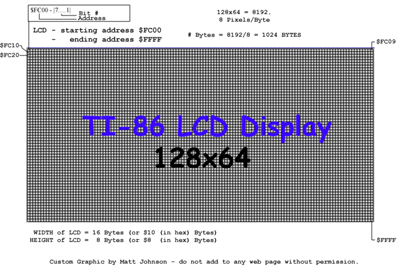 $FC00 - |7......1|
Bit #
Address
128x64 = 8192.
8 Pixels/Byte
LCD - starting address $FC00
- ending address $FFFF
# Bytes = 8192/8 = 1024 BYTES
$FC10
$FC09
$FC20
TI-86 LCD Display
128x64
WIDTH of LCD = 16 Bytes (or $10 (in hex) Bytes)
HEIGHT of LCD = 8 Bytes (or $8 (in hex) Bytes)
$FFFF
Custom Graphic by Matt Johnson - do not add to any web page without permission.